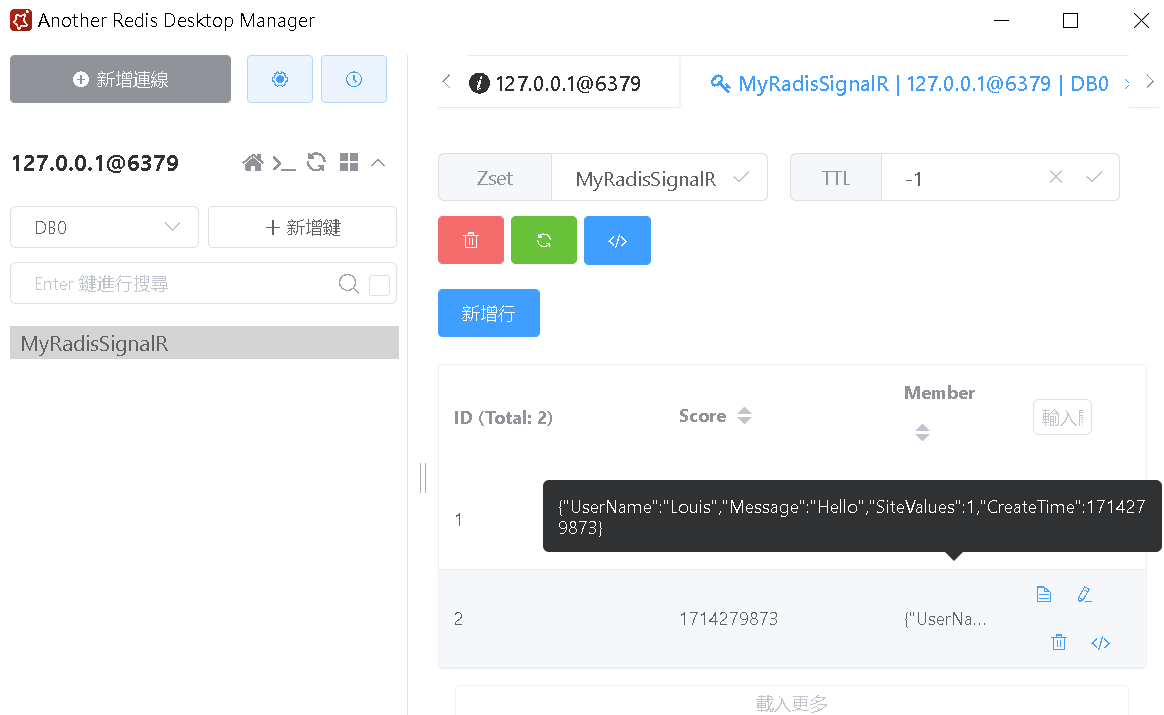 Another Redis Desktop Manager
新增連線
127.0.0.1@6379
MyRadisSignalR | 127.0.0.1@6379 | DB0
127.0.0.1@6379
Zset
MyRadisSignalR
TTL
-1
DB0
新增鍵
Enter 鍵進行搜尋
新增行
MyRadisSignalR
ID (Total: 2)
Score
Member
輸入
1
{"UserName":"Louis","Message":"Hello","SiteValues":1,"CreateTime":171427
9873}
2
1714279873
{"UserNa...
載入更多